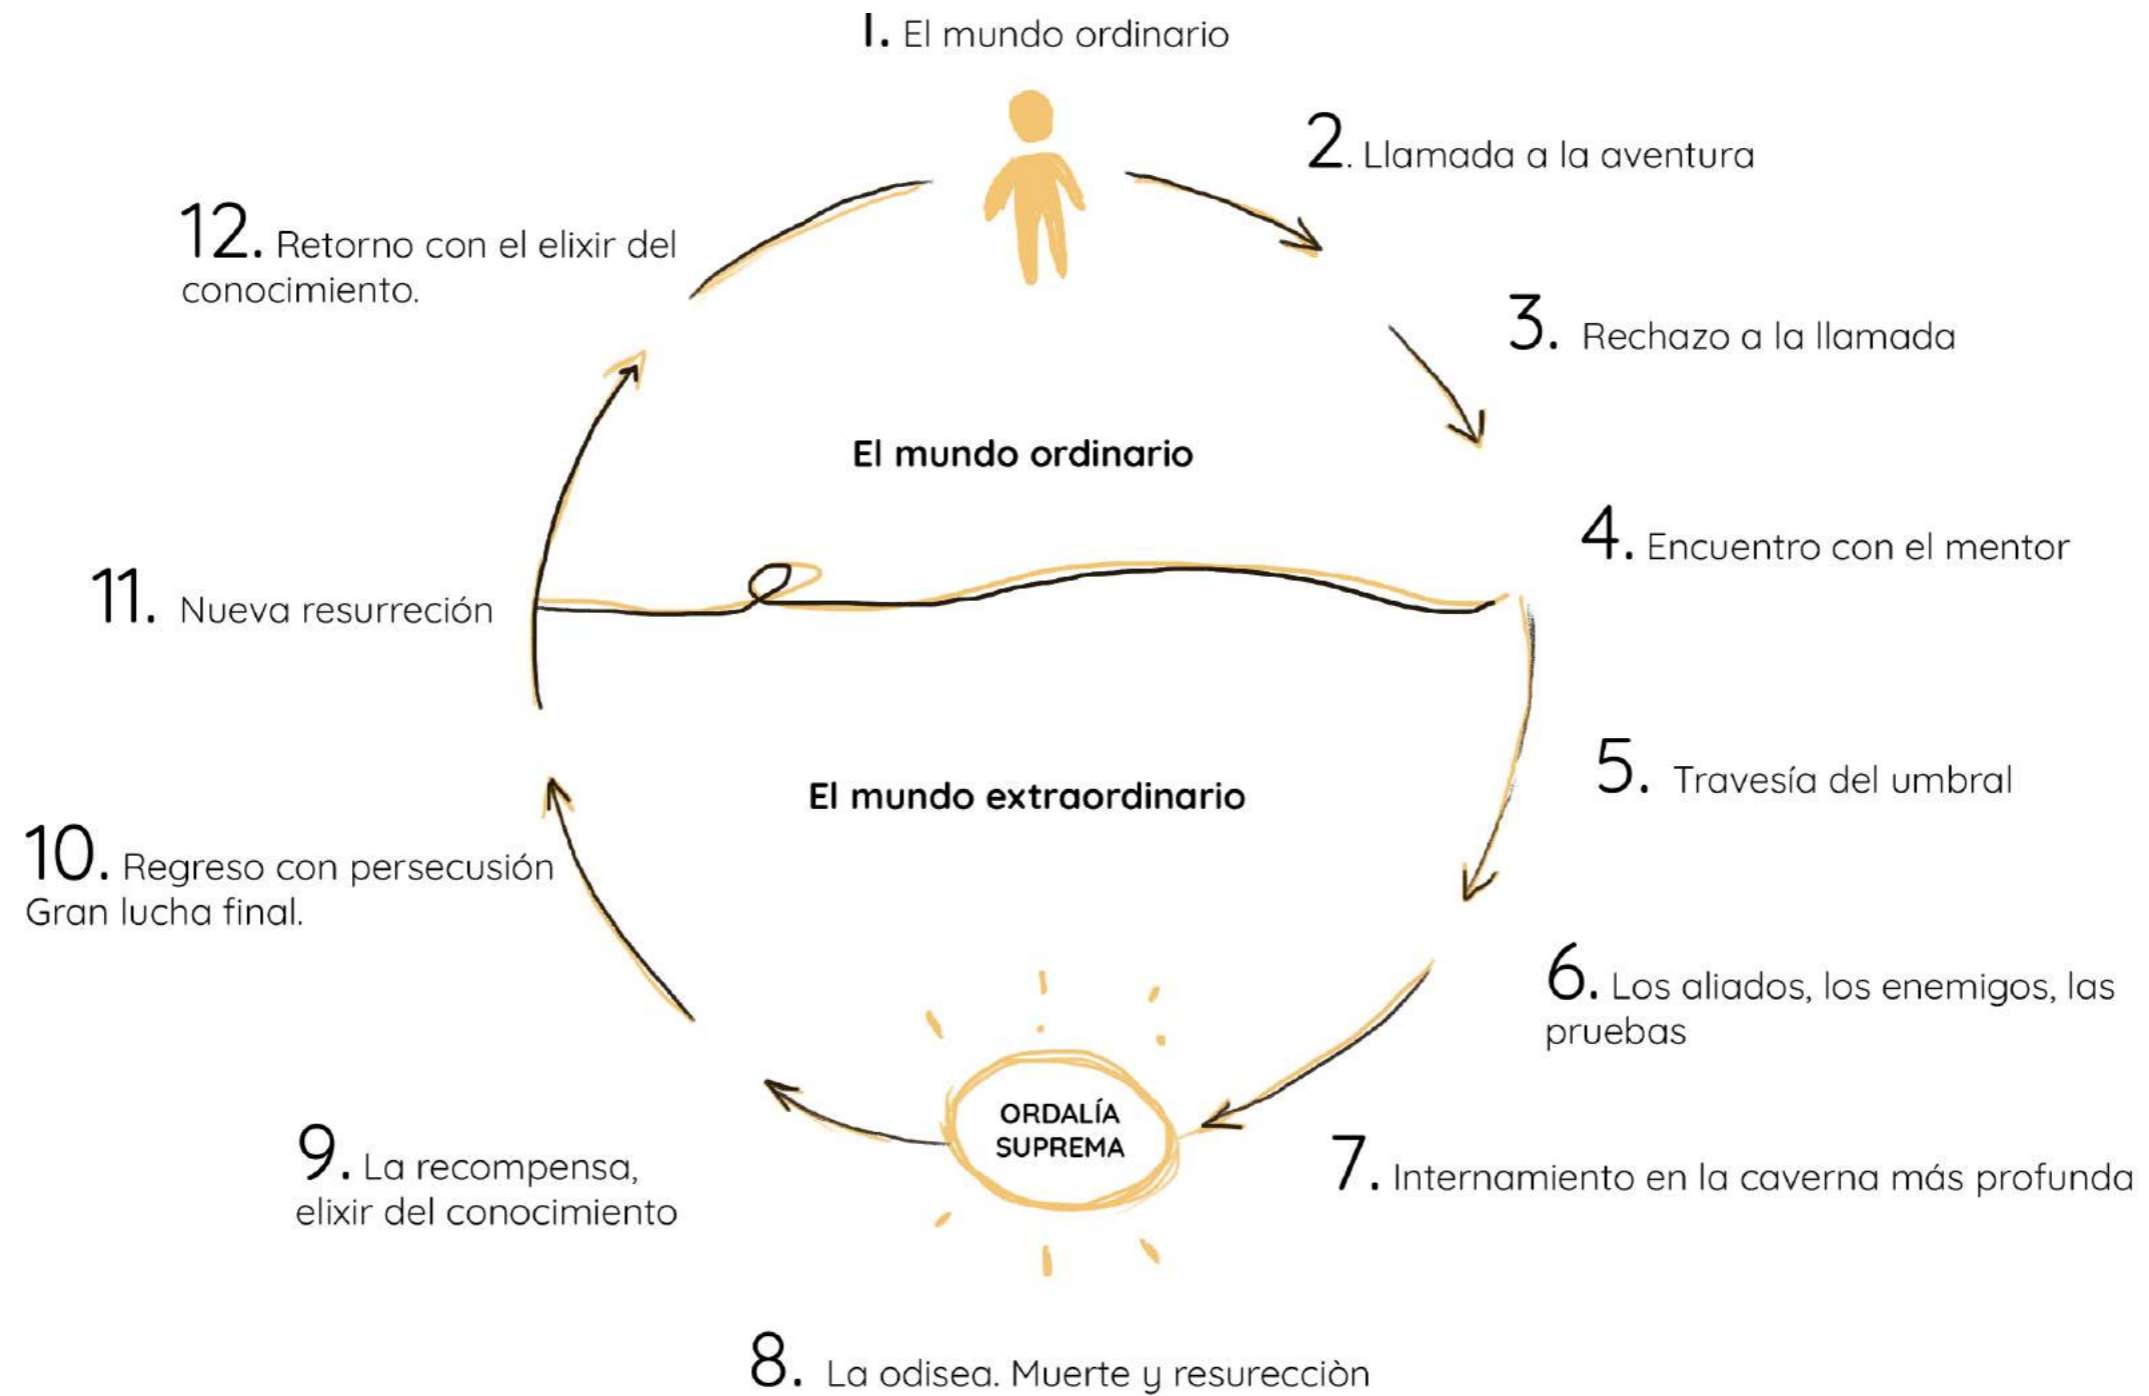 1. El mundo ordinario
2. Llamada a la aventura
3. Rechazo a la llamada
4. Encuentro con el mentor
5. Travesía del umbral
6. Los aliados, los enemigos, las
pruebas
7. Internamiento en la caverna más profunda
8. La odisea. Muerte y resurecciòn
9. La recompensa,
elixir del conocimiento
10. Regreso con persecusión
Gran lucha final.
11. Nueva resurreción
12. Retorno con el elixir del
conocimiento.
El mundo ordinario
El mundo extraordinario
ORDALÍA
SUPREMA